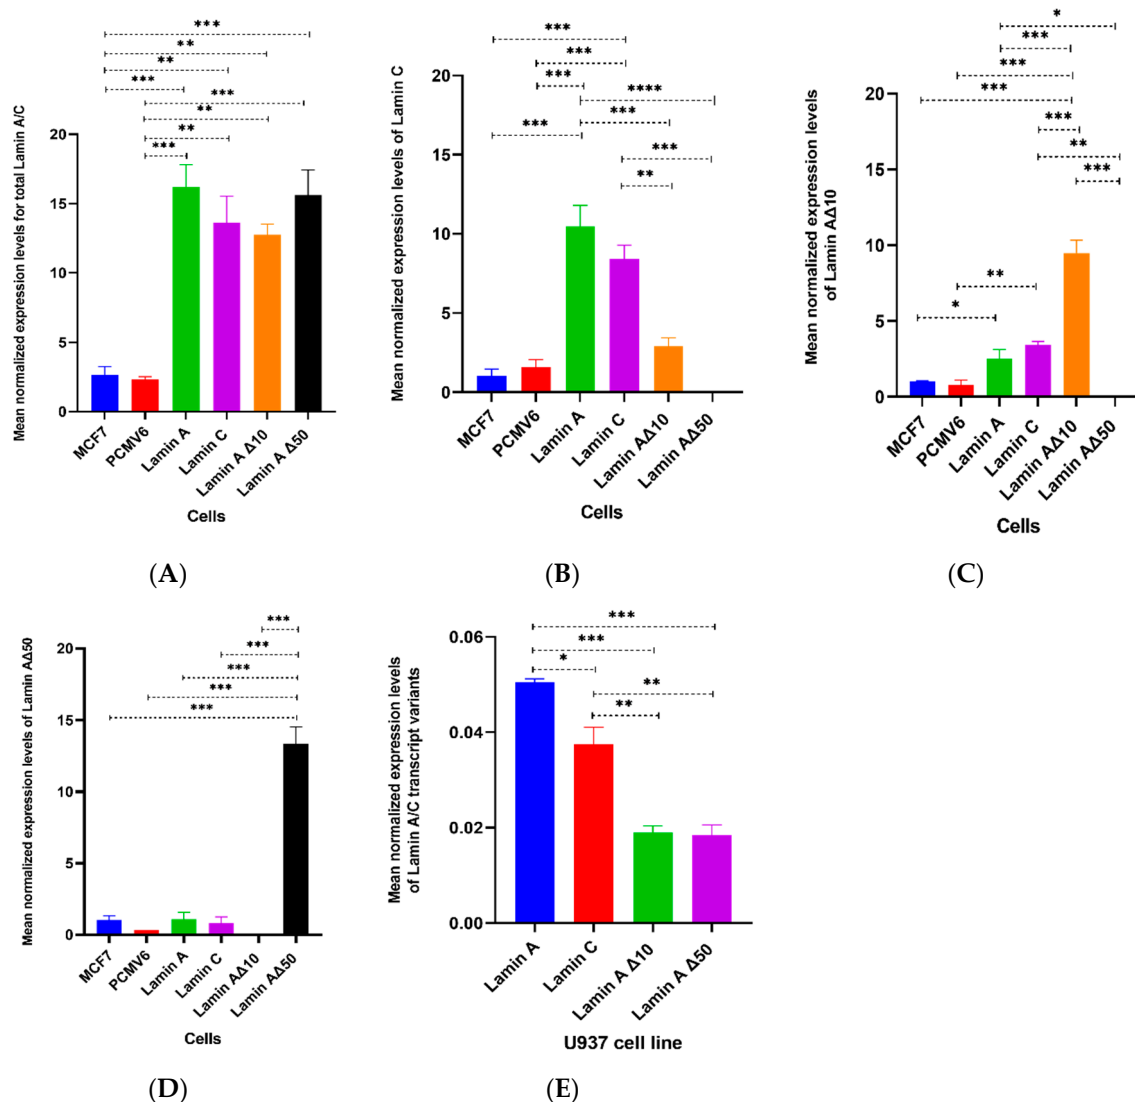 Mean normalized expression levels for total Lamin A/C
20
15
10
5
0
***
**
**
***
***
**
**
***
MCF7
PCMV6
Lamin A
Lamin C
Lamin A Δ10
Lamin A Δ50
Cells
(A)
Mean normalized expression levels of Lamin C
20
15
10
5
0
***
***
***
****
***
***
***
**
MCF7
PCMV6
Lamin A
Lamin C
Lamin AΔ10
Lamin AΔ50
Cells
(B)
Mean normalized expression levels
of Lamin AΔ10
20
15
10
5
0
*
***
***
***
***
**
***
**
*
MCF7
PCMV6
Lamin A
Lamin C
Lamin AΔ10
Lamin AΔ50
Cells
(C)
Mean normalized expression levels of Lamin AΔ50
20
15
10
5
0
***
***
***
***
***
MCF7
PCMV6
Lamin A
Lamin C
Lamin AΔ10
Lamin AΔ50
Cells
(D)
Mean normalized expression levels
of Lamin A/C transcript variants
0.06
0.04
0.02
0.00
***
***
*
**
**
Lamin A
Lamin C
Lamin A Δ10
Lamin A Δ50
U937 cell line
(E)